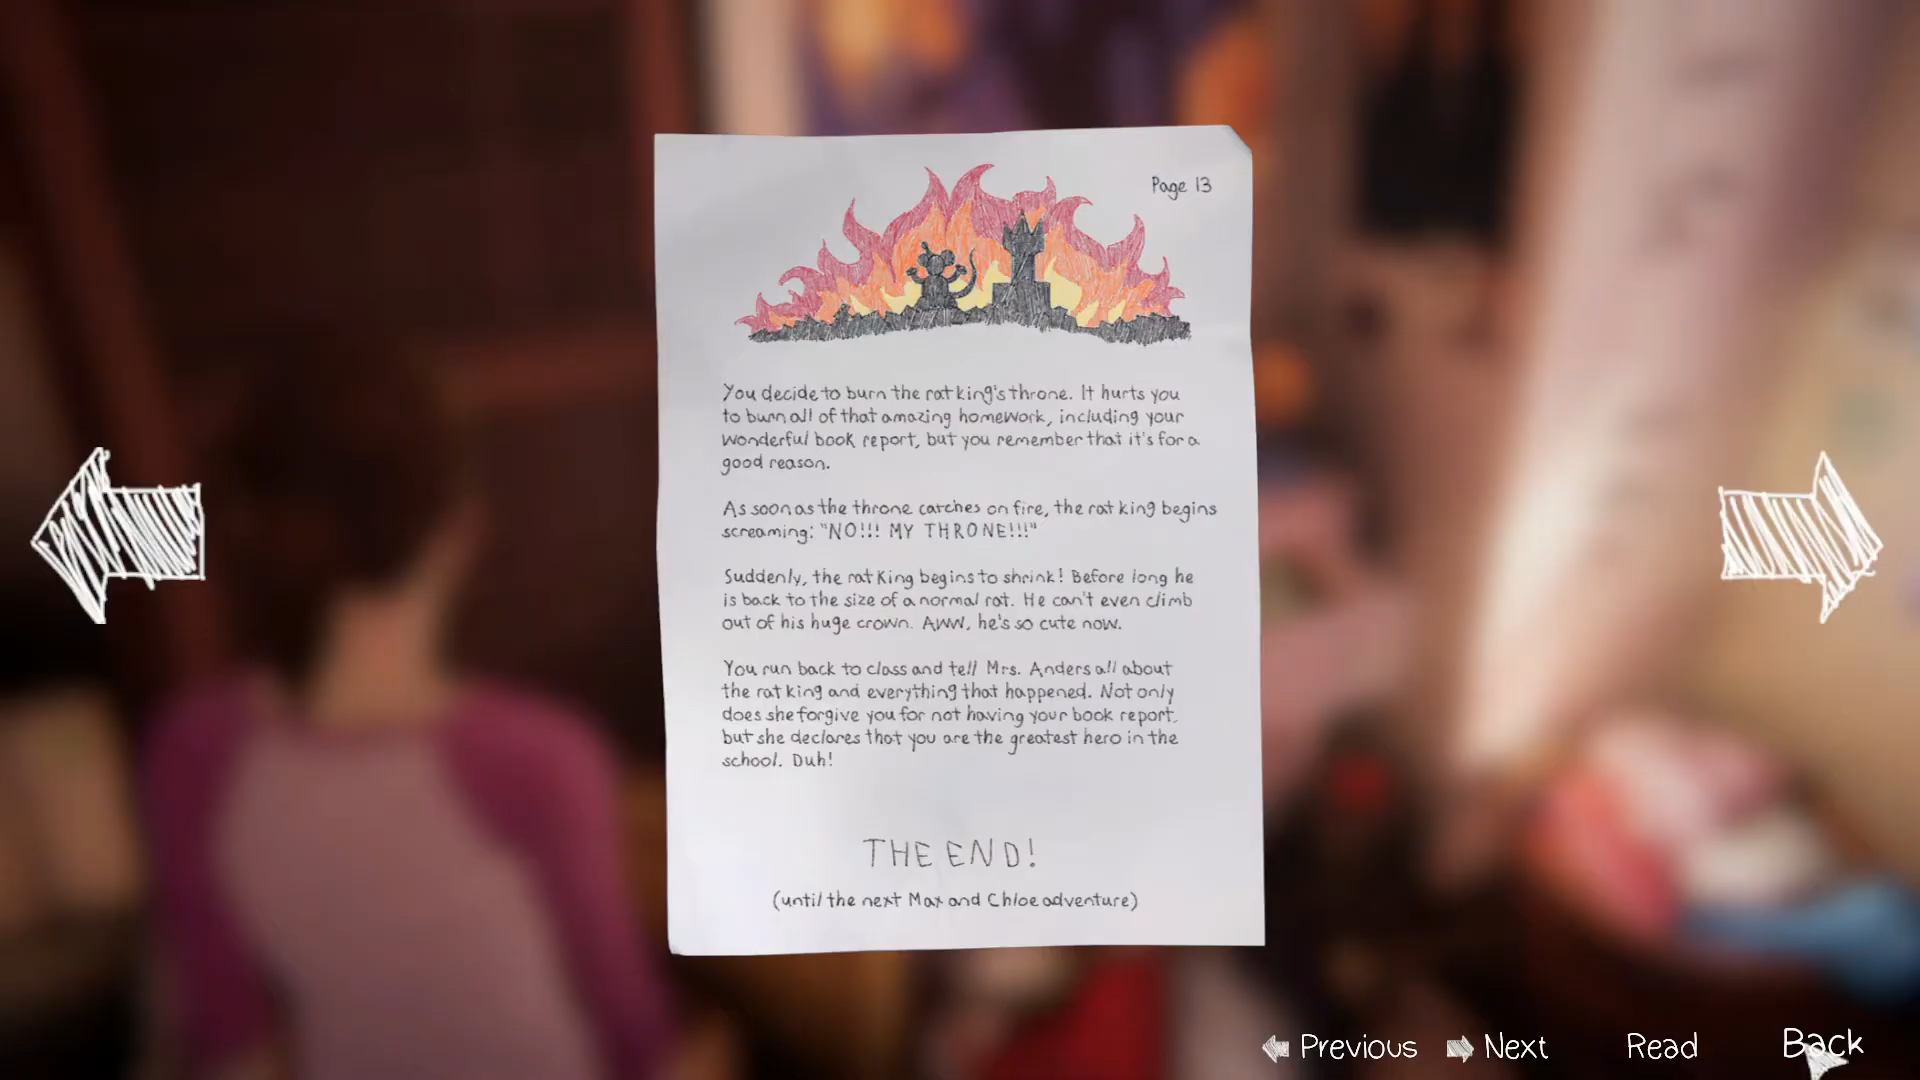 Page 13
You decide to burn the rat king's throne. It hurts you
to burn all of that amazing homework, including your
wonderful book report, but you remember that it's for a
good reason.
As soon as the throne catches on fire, the rat king begins
screaming: "NO!!! MY THRONE!!!"
Suddenly, the rat king begins to shrink! Before long he
is back to the size of a normal rat. He can't even climb
out of his huge crown. AWW, he's so cute now.
You run back to class and tell Mrs. Anders all about
the rat king and everything that happened. Not only
does she forgive you for not having your book report,
but she declares that you are the greatest hero in the
school. Duh!
THE END!
(until the next Max and Chloe adventure)
Previous Next Read Back